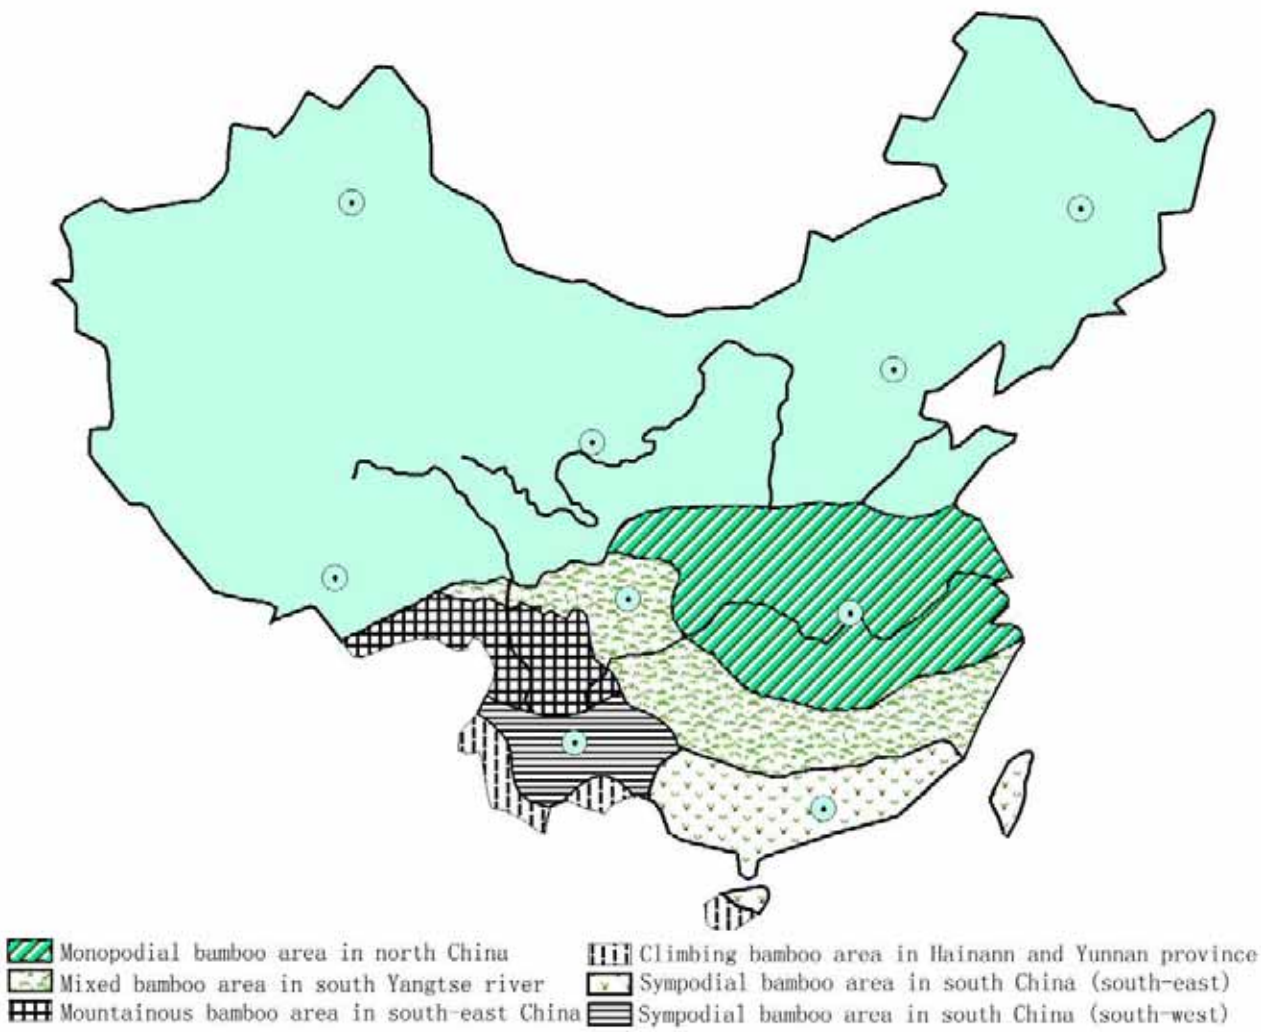 Monopodial bamboo area in north China
Mixed bamboo area in south Yangtse river
Mountainous bamboo area in south-east China
Climbing bamboo area in Hainann and Yunnan province
Sympodial bamboo area in south China (south-east)
Sympodial bamboo area in south China (south-west)